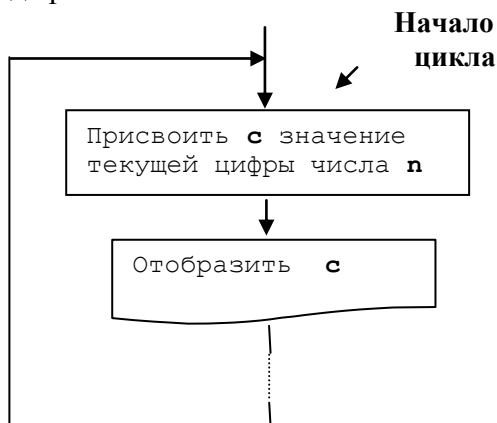 Начало
цикла
Присвоить c значение
текущей цифры числа n
Отобразить c